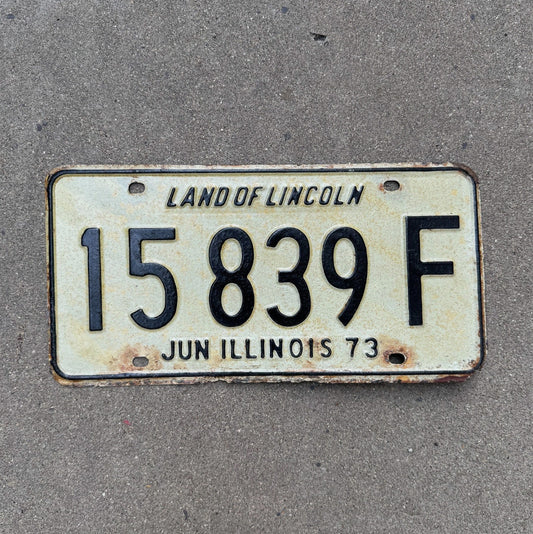 LAND OF LINCOLN
15 839 F
JUN ILLINOIS 73